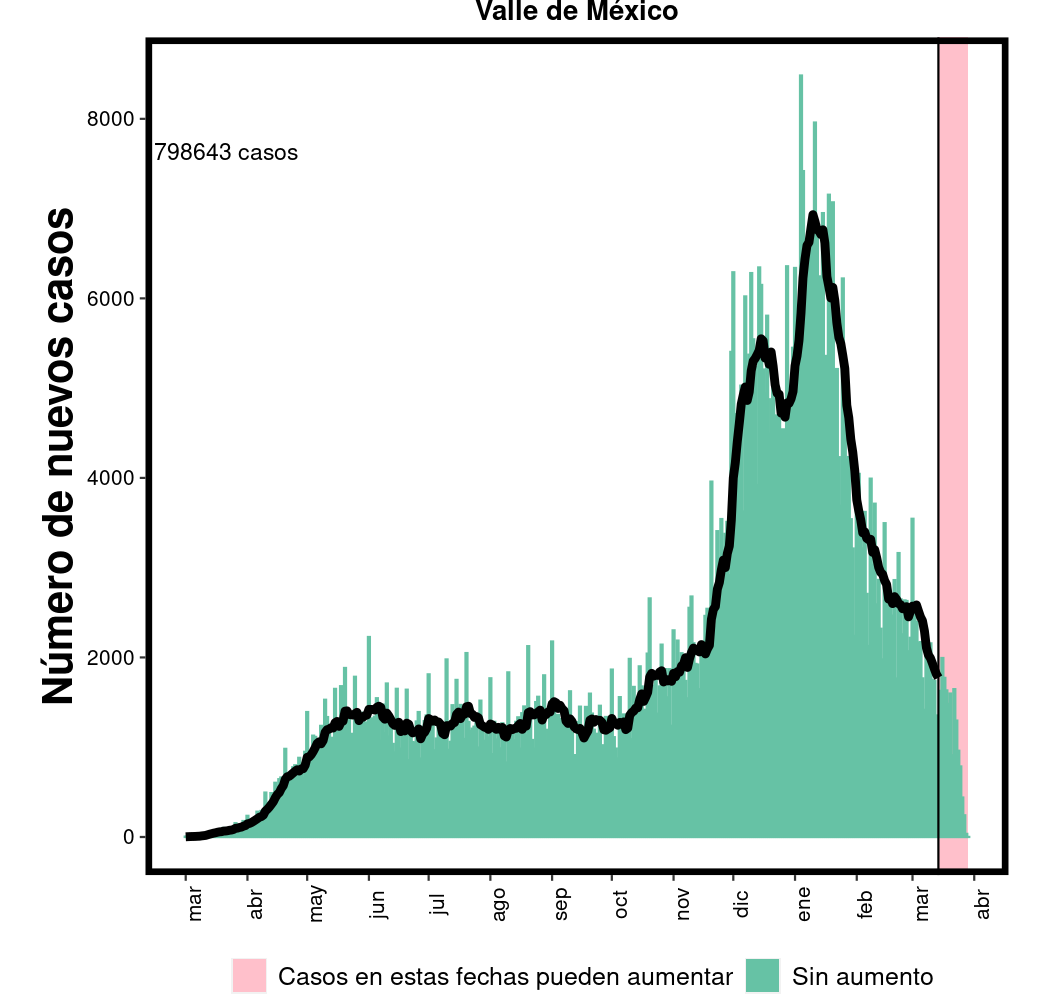 Valle de México
Número de nuevos casos
8000
6000
4000
2000
0
798643 casos
mar
abr
may
jun
jul
ago
sep
oct
nov
dic
ene
feb
mar
abr
Casos en estas fechas pueden aumentar
Sin aumento